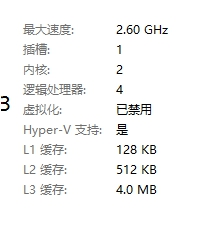 最大速度: 2.60 GHz
插槽: 1
内核: 2
逻辑处理器: 4
3
虚拟化: 已禁用
Hyper-V 支持: 是
L1 缓存: 128 KB
L2 缓存: 512 KB
L3 缓存: 4.0 MB